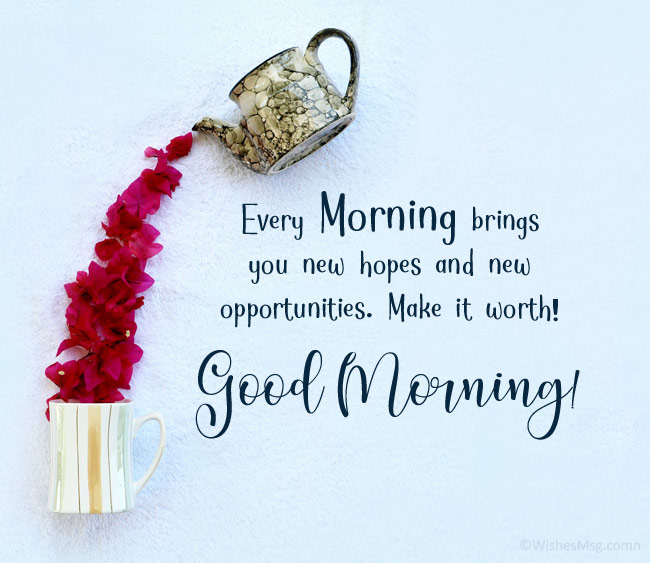 Every Morning brings
you new hopes and new
opportunities. Make it worth!
Good Morning!
©WishesMsg.comn